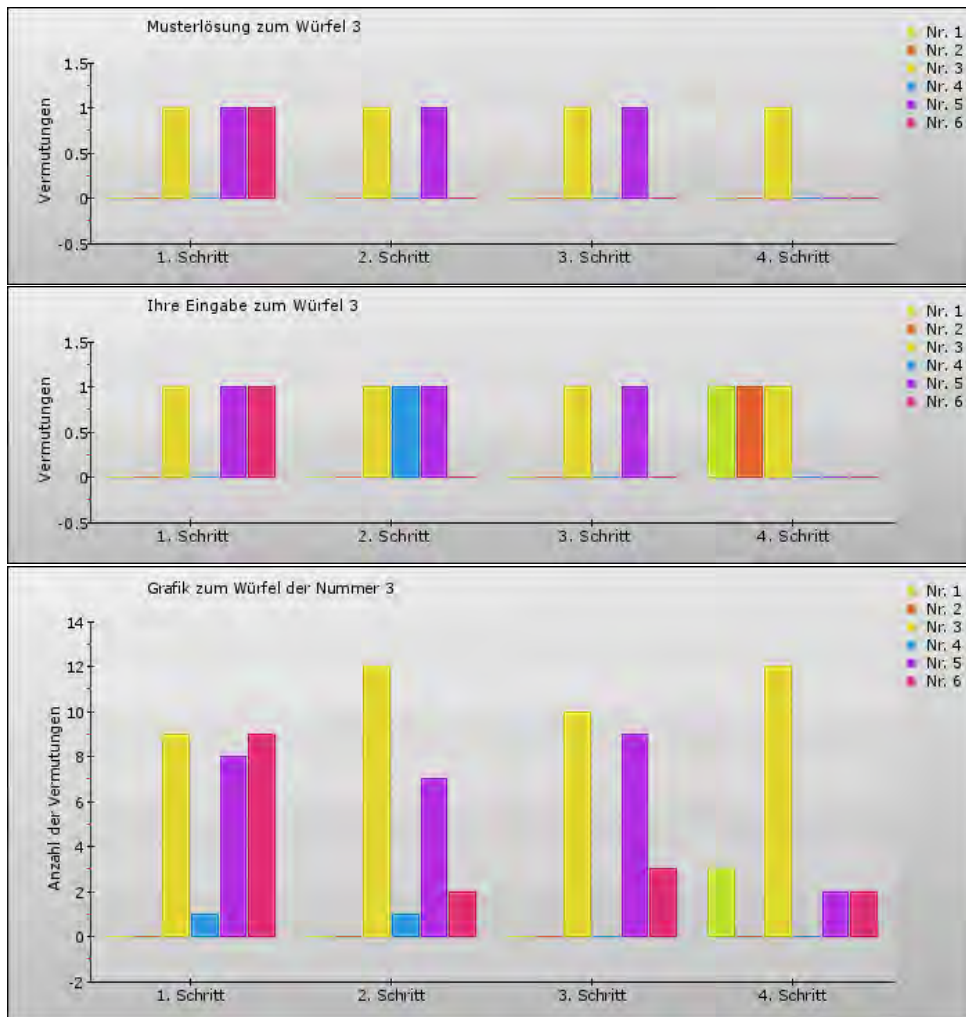 Musterlösung zum Würfel 3
Nr. 1
Nr. 2
Nr. 3
Nr. 4
Nr. 5
Nr. 6
Vermutungen
1.5
1
0.5
0
-0.5
1. Schritt
2. Schritt
3. Schritt
4. Schritt
Ihre Eingabe zum Würfel 3
Nr. 1
Nr. 2
Nr. 3
Nr. 4
Nr. 5
Nr. 6
Vermutungen
1.5
1
0.5
0
-0.5
1. Schritt
2. Schritt
3. Schritt
4. Schritt
Grafik zum Würfel der Nummer 3
Nr. 1
Nr. 2
Nr. 3
Nr. 4
Nr. 5
Nr. 6
Anzahl der Vermutungen
14
12
10
8
6
4
2
0
-2
1. Schritt
2. Schritt
3. Schritt
4. Schritt